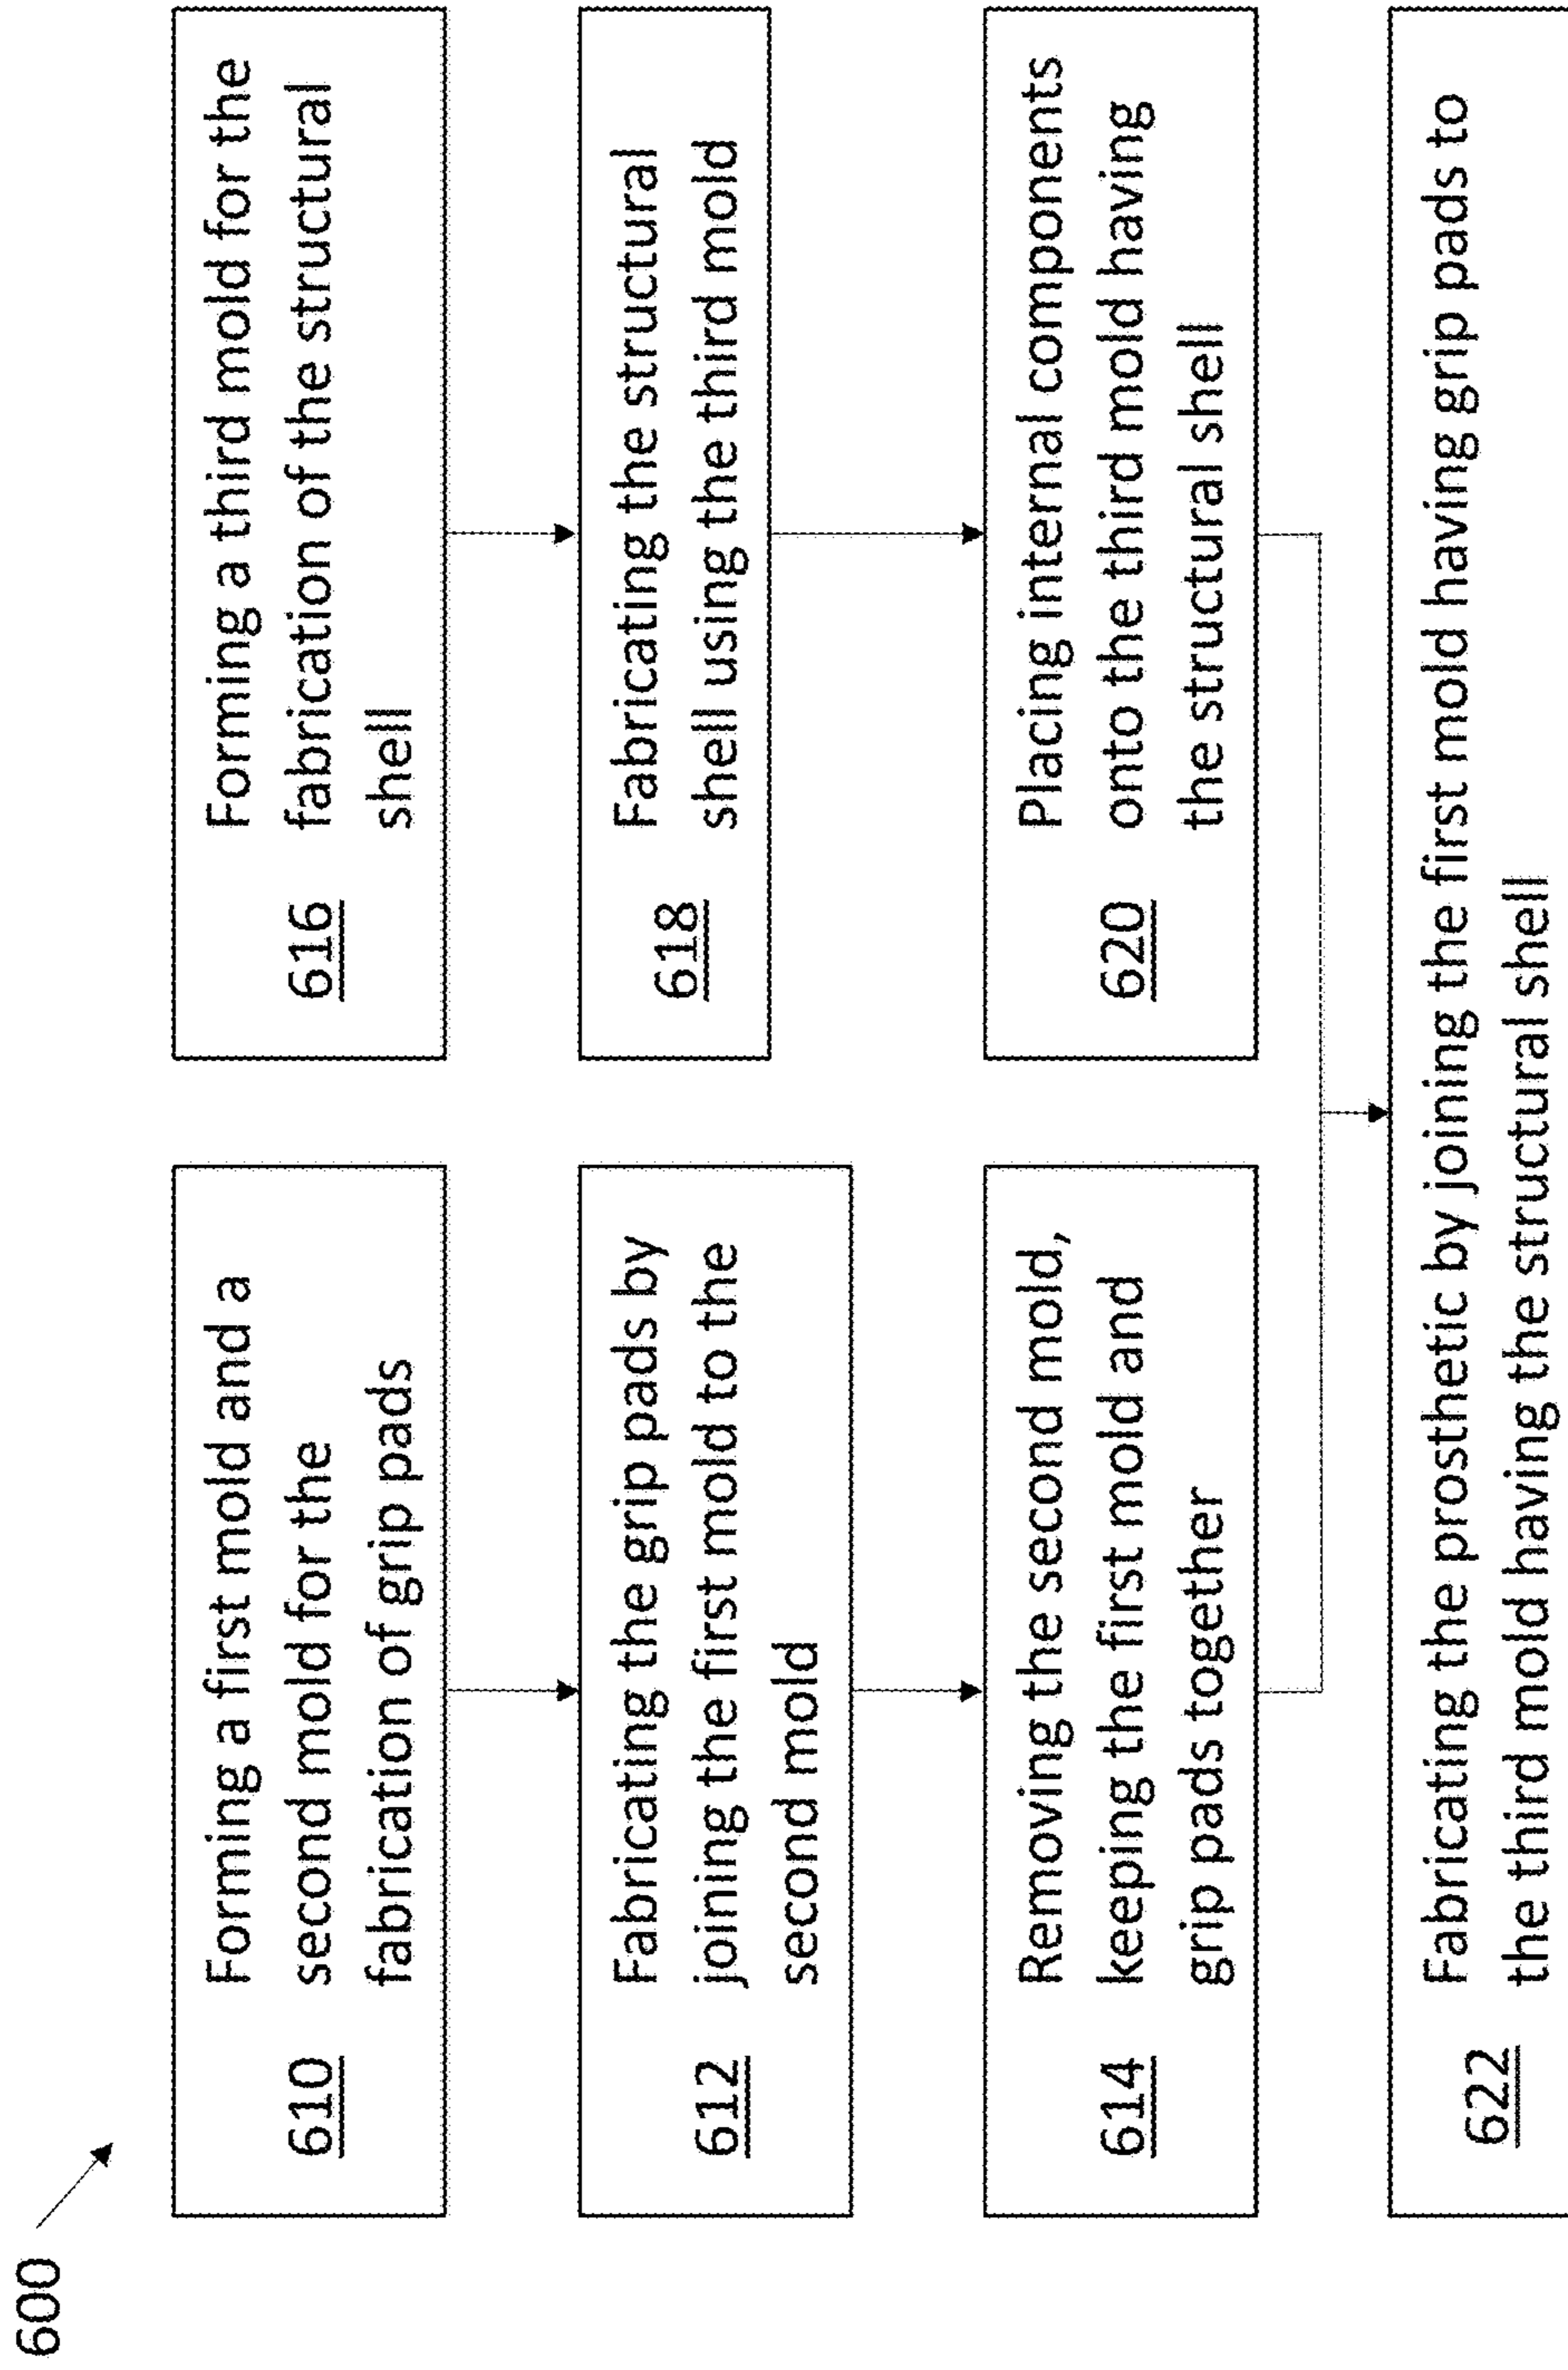 600
610
Forming a first mold and a
second mold for the
fabrication of grip pads
612
Fabricating the grip pads by
joining the first mold to the
second mold
614
Removing the second mold,
keeping the first mold and
grip pads together
616
Forming a third mold for the
fabrication of the structural
shell
618
Fabricating the structural
shell using the third mold
620
Placing internal components
onto the third mold having
the structural shell
622
Fabricating the prosthetic by joining the first mold having grip pads to
the third mold having the structural shell